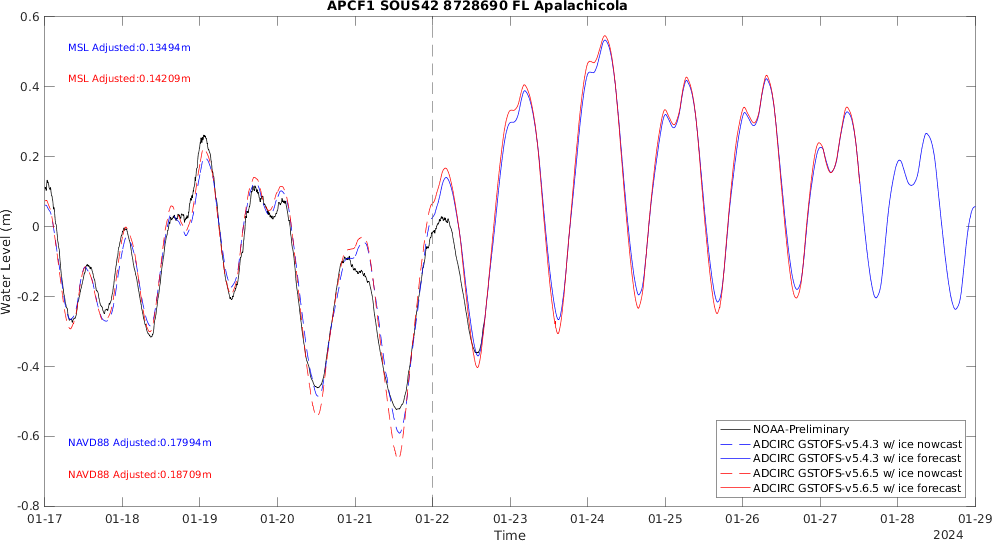 APCF1 SOUS42 8728690 FL Apalachicola
0.6
0.4
0.2
0
-0.2
-0.4
-0.6
-0.8
Water Level (m)
MSL Adjusted:0.13494m
MSL Adjusted:0.14209m
NAVD88 Adjusted:0.17994m
NAVD88 Adjusted:0.18709m
NOAA-Preliminary
ADCIRC GSTOFS-v5.4.3 w/ ice nowcast
ADCIRC GSTOFS-v5.4.3 w/ ice forecast
ADCIRC GSTOFS-v5.6.5 w/ ice nowcast
ADCIRC GSTOFS-v5.6.5 w/ ice forecast
01-17 01-18 01-19 01-20 01-21 01-22 01-23 01-24 01-25 01-26 01-27 01-28 01-29
Time
2024